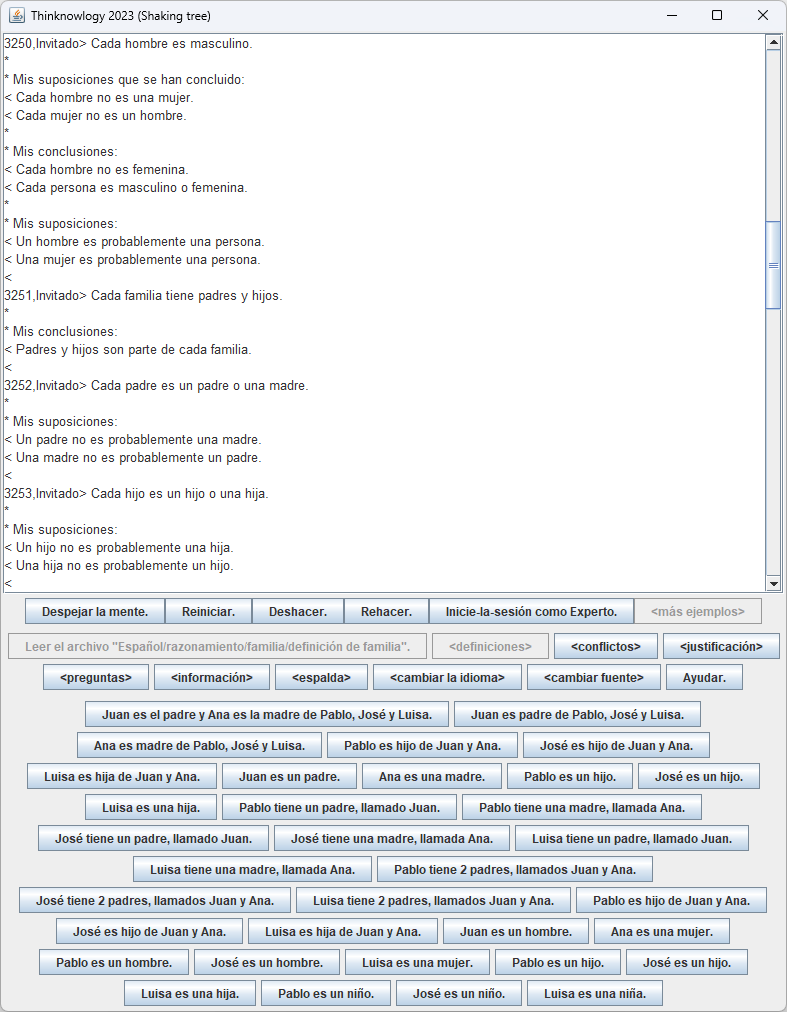 Thinknowlogy 2023 (Shaking tree)
3250,Invitado> Cada hombre es masculino.
*
* Mis suposiciones que se han concluido:
< Cada hombre no es una mujer.
< Cada mujer no es un hombre.
*
* Mis conclusiones:
< Cada hombre no es femenina.
< Cada persona es masculino o femenina.
*
* Mis suposiciones:
< Un hombre es probablemente una persona.
< Una mujer es probablemente una persona.
<
3251,Invitado> Cada familia tiene padres y hijos.
*
* Mis conclusiones:
< Padres y hijos son parte de cada familia.
<
3252,Invitado> Cada padre es un padre o una madre.
*
* Mis suposiciones:
< Un padre no es probablemente una madre.
< Una madre no es probablemente un padre.
<
3253,Invitado> Cada hijo es un hijo o una hija.
*
* Mis suposiciones:
< Un hijo no es probablemente una hija.
< Una hija no es probablemente un hijo.
<
Despejar la mente. Reiniciar. Deshacer. Rehacer. Inicie-la-sesión como Experto. <más ejemplos>
Leer el archivo "Español/razonamiento/familia/definición de familia". <definiciones> <conflictos> <justificación>
<preguntas> <información> <espalda> <cambiar la idioma> <cambiar fuente> Ayudar.
Juan es el padre y Ana es la madre de Pablo, José y Luisa. Juan es padre de Pablo, José y Luisa.
Ana es madre de Pablo, José y Luisa. Pablo es hijo de Juan y Ana. José es hijo de Juan y Ana.
Luisa es hija de Juan y Ana. Juan es un padre. Ana es una madre. Pablo es un hijo. José es un hijo.
Luisa es una hija. Pablo tiene un padre, llamado Juan. Pablo tiene una madre, llamada Ana.
José tiene un padre, llamado Juan. José tiene una madre, llamada Ana. Luisa tiene un padre, llamado Juan.
Luisa tiene una madre, llamada Ana. Pablo tiene 2 padres, llamados Juan y Ana.
José tiene 2 padres, llamados Juan y Ana. Luisa tiene 2 padres, llamados Juan y Ana. Pablo es hijo de Juan y Ana.
José es hijo de Juan y Ana. Luisa es hija de Juan y Ana. Juan es un hombre. Ana es una mujer.
Pablo es un hombre. José es un hombre. Luisa es una mujer. Pablo es un hijo. José es un hijo.
Luisa es una hija. Pablo es un niño. José es un niño. Luisa es una niña.